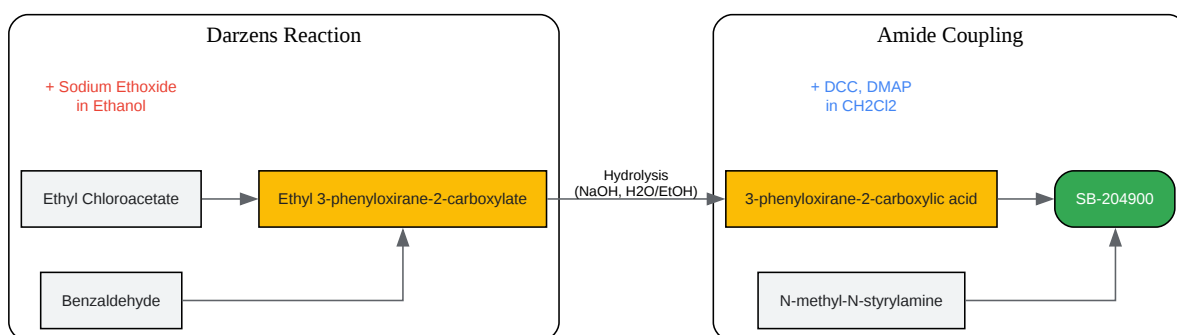 Darzens Reaction
+ Sodium Ethoxide
in Ethanol
Ethyl Chloroacetate
Ethyl 3-phenyloxirane-2-carboxylate
Benzaldehyde
Hydrolysis
(NaOH, H2O/EtOH)
Amide Coupling
+ DCC, DMAP
in CH2Cl2
3-phenyloxirane-2-carboxylic acid
SB-204900
N-methyl-N-styrylamine